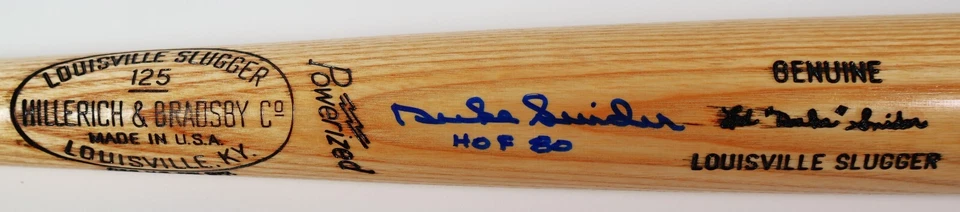 LOUISVILLE SLUGGER
125
HILLERICH & BRADSBY Cº
MADE IN U.S.A.
LOUISVILLE, KY.
Powerized
Duke Snider
HOF 80
GENUINE
Ed "Duke" Snider
LOUISVILLE SLUGGER